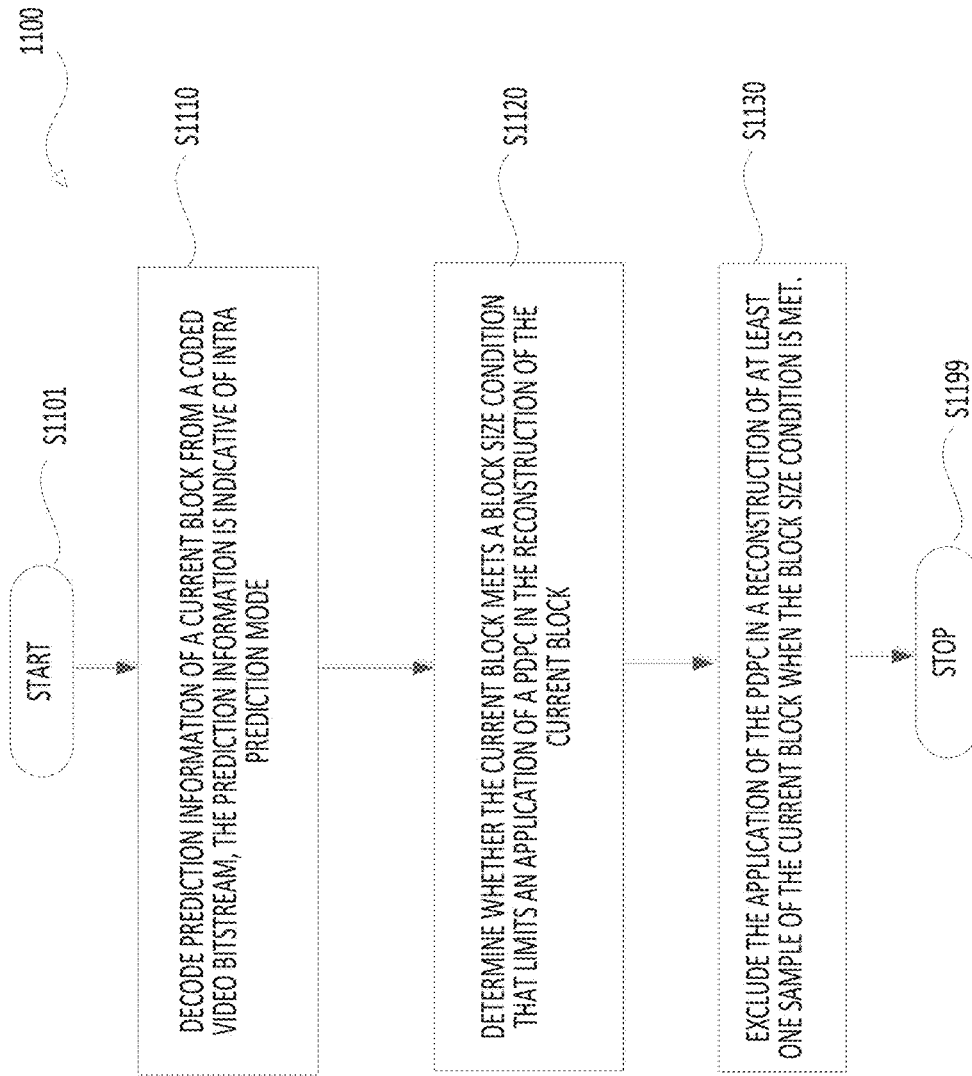 1100
START
S1101
DECODE PREDICTION INFORMATION OF A CURRENT BLOCK FROM A CODED
VIDEO BITSTREAM, THE PREDICTION INFORMATION IS INDICATIVE OF INTRA
PREDICTION MODE
S1110
DETERMINE WHETHER THE CURRENT BLOCK MEETS A BLOCK SIZE CONDITION
THAT LIMITS AN APPLICATION OF A PDPC IN THE RECONSTRUCTION OF THE
CURRENT BLOCK
S1120
EXCLUDE THE APPLICATION OF THE PDPC IN A RECONSTRUCTION OF AT LEAST
ONE SAMPLE OF THE CURRENT BLOCK WHEN THE BLOCK SIZE CONDITION IS MET.
S1130
STOP
S1199